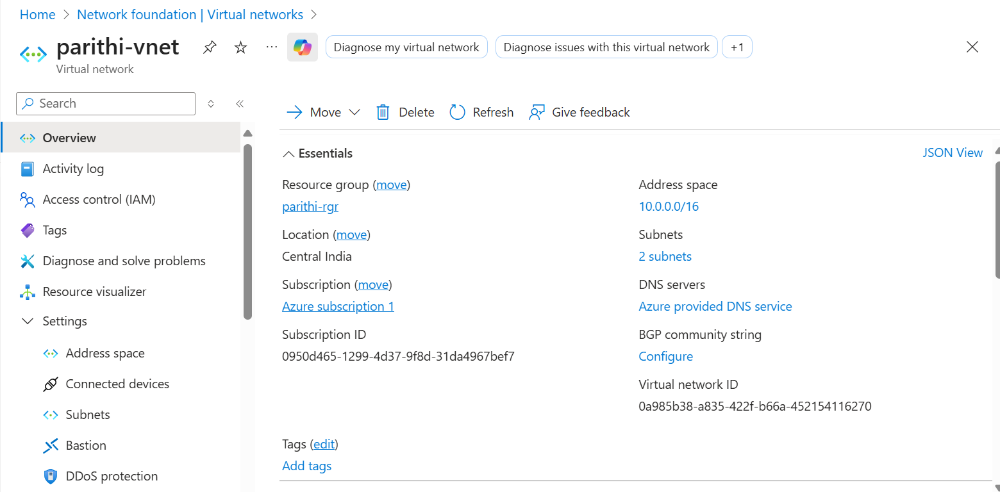 Home > Network foundation | Virtual networks >
parithi-vnet
Virtual network
Diagnose my virtual network
Diagnose issues with this virtual network
+1
Search
Overview
Activity log
Access control (IAM)
Tags
Diagnose and solve problems
Resource visualizer
Settings
Address space
Connected devices
Subnets
Bastion
DDoS protection
Move
Delete
Refresh
Give feedback
Essentials
JSON View
Resource group (move)
parithi-rgr
Location (move)
Central India
Subscription (move)
Azure subscription 1
Subscription ID
0950d465-1299-4d37-9f8d-31da4967bef7
Address space
10.0.0.0/16
Subnets
2 subnets
DNS servers
Azure provided DNS service
BGP community string
Configure
Virtual network ID
0a985b38-a835-422f-b66a-452154116270
Tags (edit)
Add tags